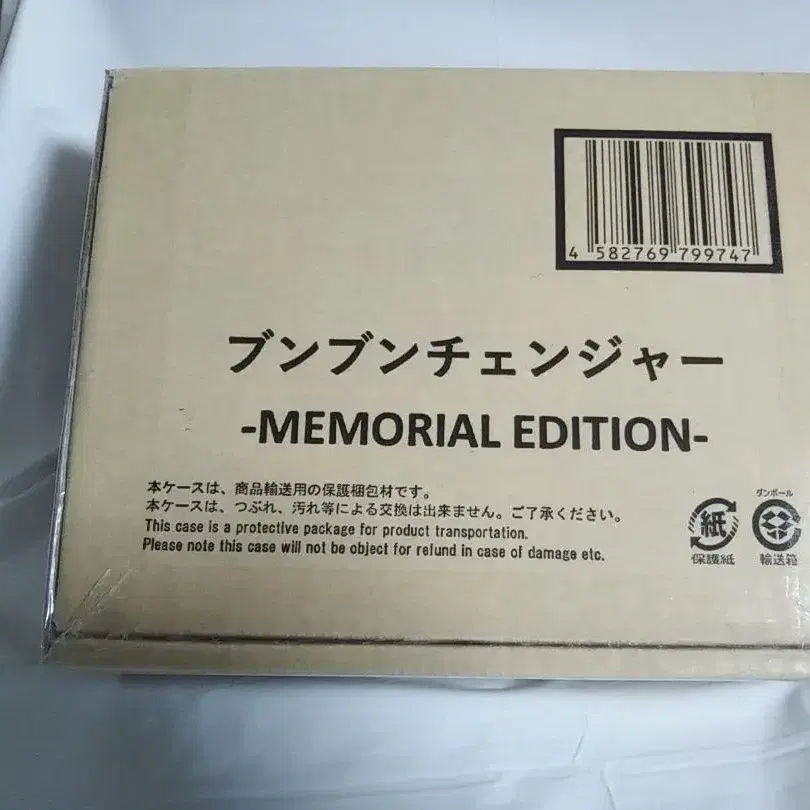 4 582769 799747
ブンブンチェンジャー
-MEMORIAL EDITION-
本ケースは、商品輸送用の保護梱包材です。
本ケースは、つぶれ、汚れ等による交換は出来ません。ご了承ください。
This case is a protective package for product transportation.
Please note this case will not be object for refund in case of damage etc.
紙
保護紙
ダンボール
輸送箱